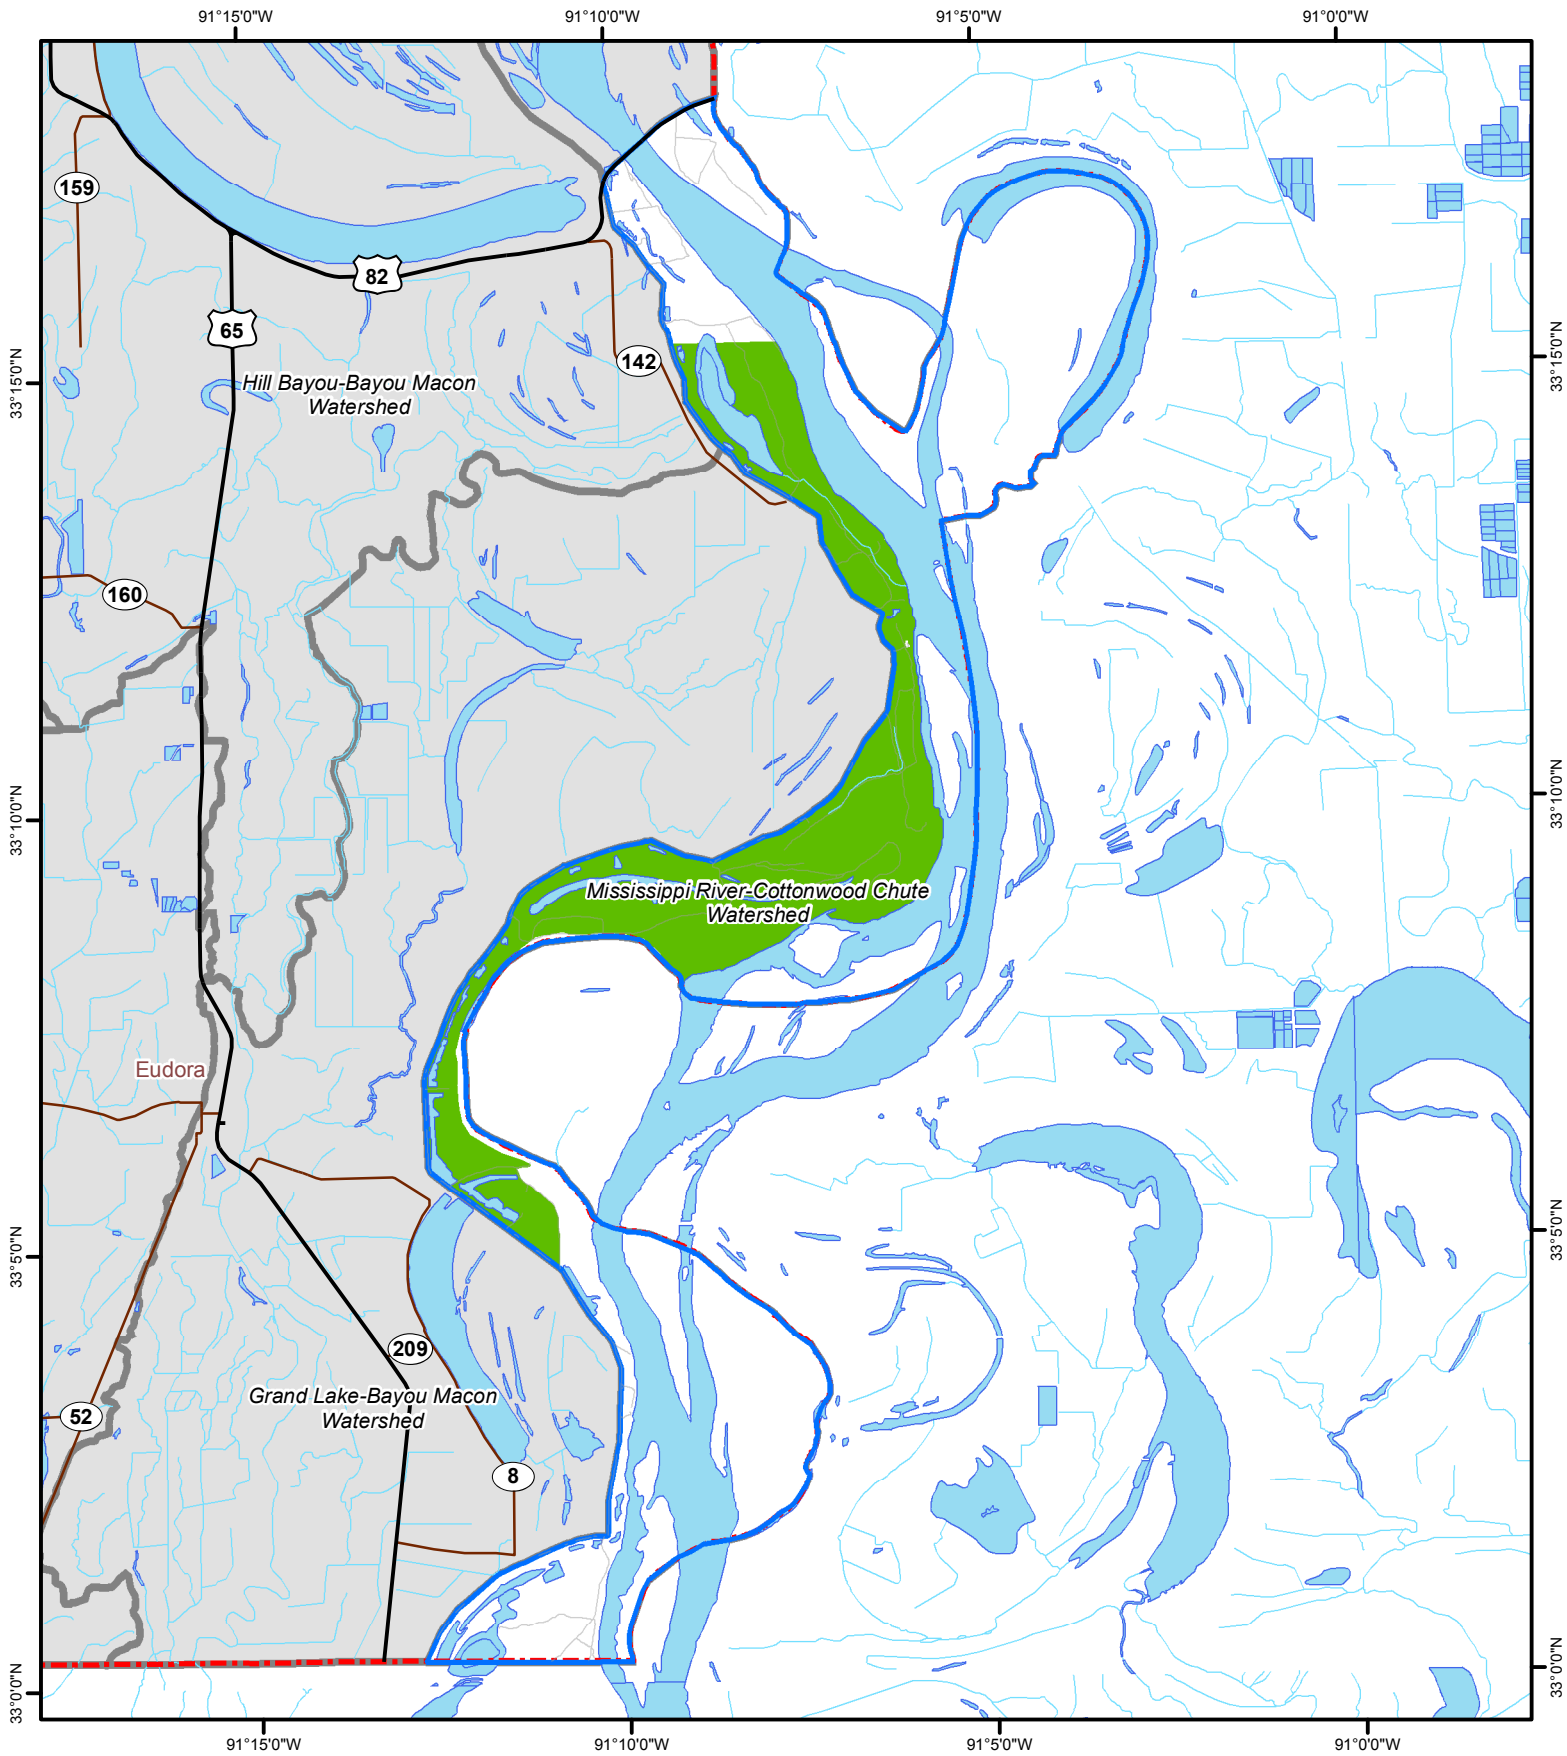 91°15'0"W
91°10'0"W
91°5'0"W
91°0'0"W
159
82
65
142
33°15'0"N
33°15'0"N
Hill Bayou-Bayou Macon
Watershed
160
33°10'0"N
33°10'0"N
Mississippi River-Cottonwood Chute
Watershed
Eudora
33°5'0"N
33°5'0"N
209
Grand Lake-Bayou Macon
Watershed
52
8
33°0'0"N
33°0'0"N
91°15'0"W
91°10'0"W
91°5'0"W
91°0'0"W